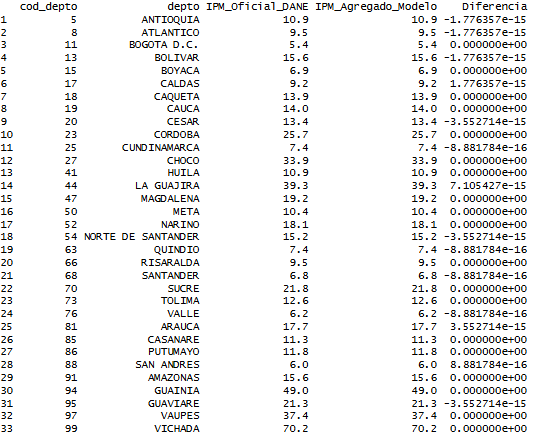 cod_depto depto IPM_Oficial_DANE IPM_Agregado_Modelo Diferencia
1 5 ANTIOQUIA 10.9 10.9 -1.776357e-15
2 8 ATLANTICO 9.5 9.5 -1.776357e-15
3 11 BOGOTA D.C. 5.4 5.4 0.000000e+00
4 13 BOLIVAR 15.6 15.6 -1.776357e-15
5 15 BOYACA 6.9 6.9 0.000000e+00
6 17 CALDAS 9.2 9.2 1.776357e-15
7 18 CAQUETA 13.9 13.9 0.000000e+00
8 19 CAUCA 14.0 14.0 0.000000e+00
9 20 CESAR 13.4 13.4 -3.552714e-15
10 23 CORDOBA 25.7 25.7 0.000000e+00
11 25 CUNDINAMARCA 7.4 7.4 -8.881784e-16
12 27 CHOCO 33.9 33.9 0.000000e+00
13 41 HUILA 10.9 10.9 0.000000e+00
14 44 LA GUAJIRA 39.3 39.3 7.105427e-15
15 47 MAGDALENA 19.2 19.2 0.000000e+00
16 50 META 10.4 10.4 0.000000e+00
17 52 NARINO 18.1 18.1 0.000000e+00
18 54 NORTE DE SANTANDER 15.2 15.2 -3.552714e-15
19 63 QUINDIO 7.4 7.4 -8.881784e-16
20 66 RISARALDA 9.5 9.5 0.000000e+00
21 68 SANTANDER 6.8 6.8 -8.881784e-16
22 70 SUCRE 21.8 21.8 0.000000e+00
23 73 TOLIMA 12.6 12.6 0.000000e+00
24 76 VALLE 6.2 6.2 -8.881784e-16
25 81 ARAUCA 17.7 17.7 3.552714e-15
26 85 CASANARE 11.3 11.3 0.000000e+00
27 86 PUTUMAYO 11.8 11.8 0.000000e+00
28 88 SAN ANDRES 6.0 6.0 8.881784e-16
29 91 AMAZONAS 15.6 15.6 0.000000e+00
30 94 GUAINIA 49.0 49.0 0.000000e+00
31 95 GUAVIARE 21.3 21.3 -3.552714e-15
32 97 VAUPES 37.4 37.4 0.000000e+00
33 99 VICHADA 70.2 70.2 0.000000e+00